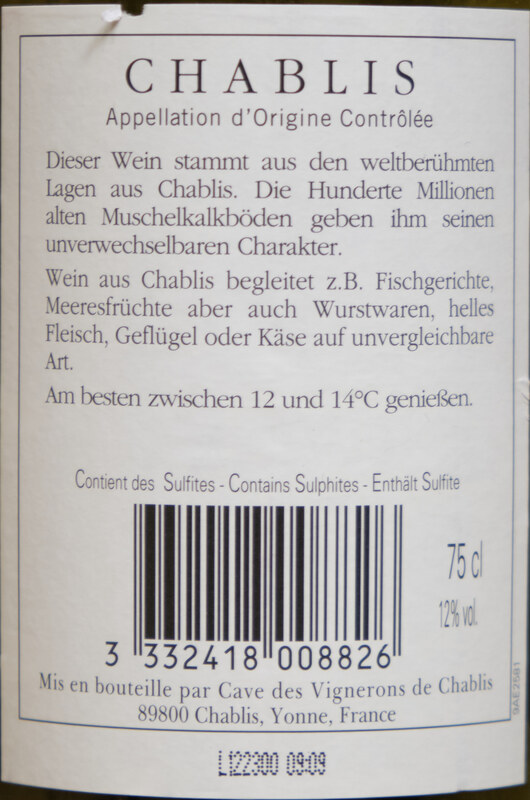 CHABLIS
Appellation d'Origine Contrôlée
Dieser Wein stammt aus den weltberühmten
Lagen aus Chablis. Die Hunderte Millionen
alten Muschelkalkböden geben ihm seinen
unverwechselbaren Charakter.
Wein aus Chablis begleitet z.B. Fischgerichte,
Meeresfrüchte aber auch Wurstwaren, helles
Fleisch, Geflügel oder Käse auf unvergleichbare
Art.
Am besten zwischen 12 und 14°C genießen.
Contient des Sulfites - Contains Sulphites - Enthält Sulfite
75 cl
12% vol.
3 332418 008826
Mis en bouteille par Cave des Vignerons de Chablis
89800 Chablis, Yonne, France
L122300 09:09